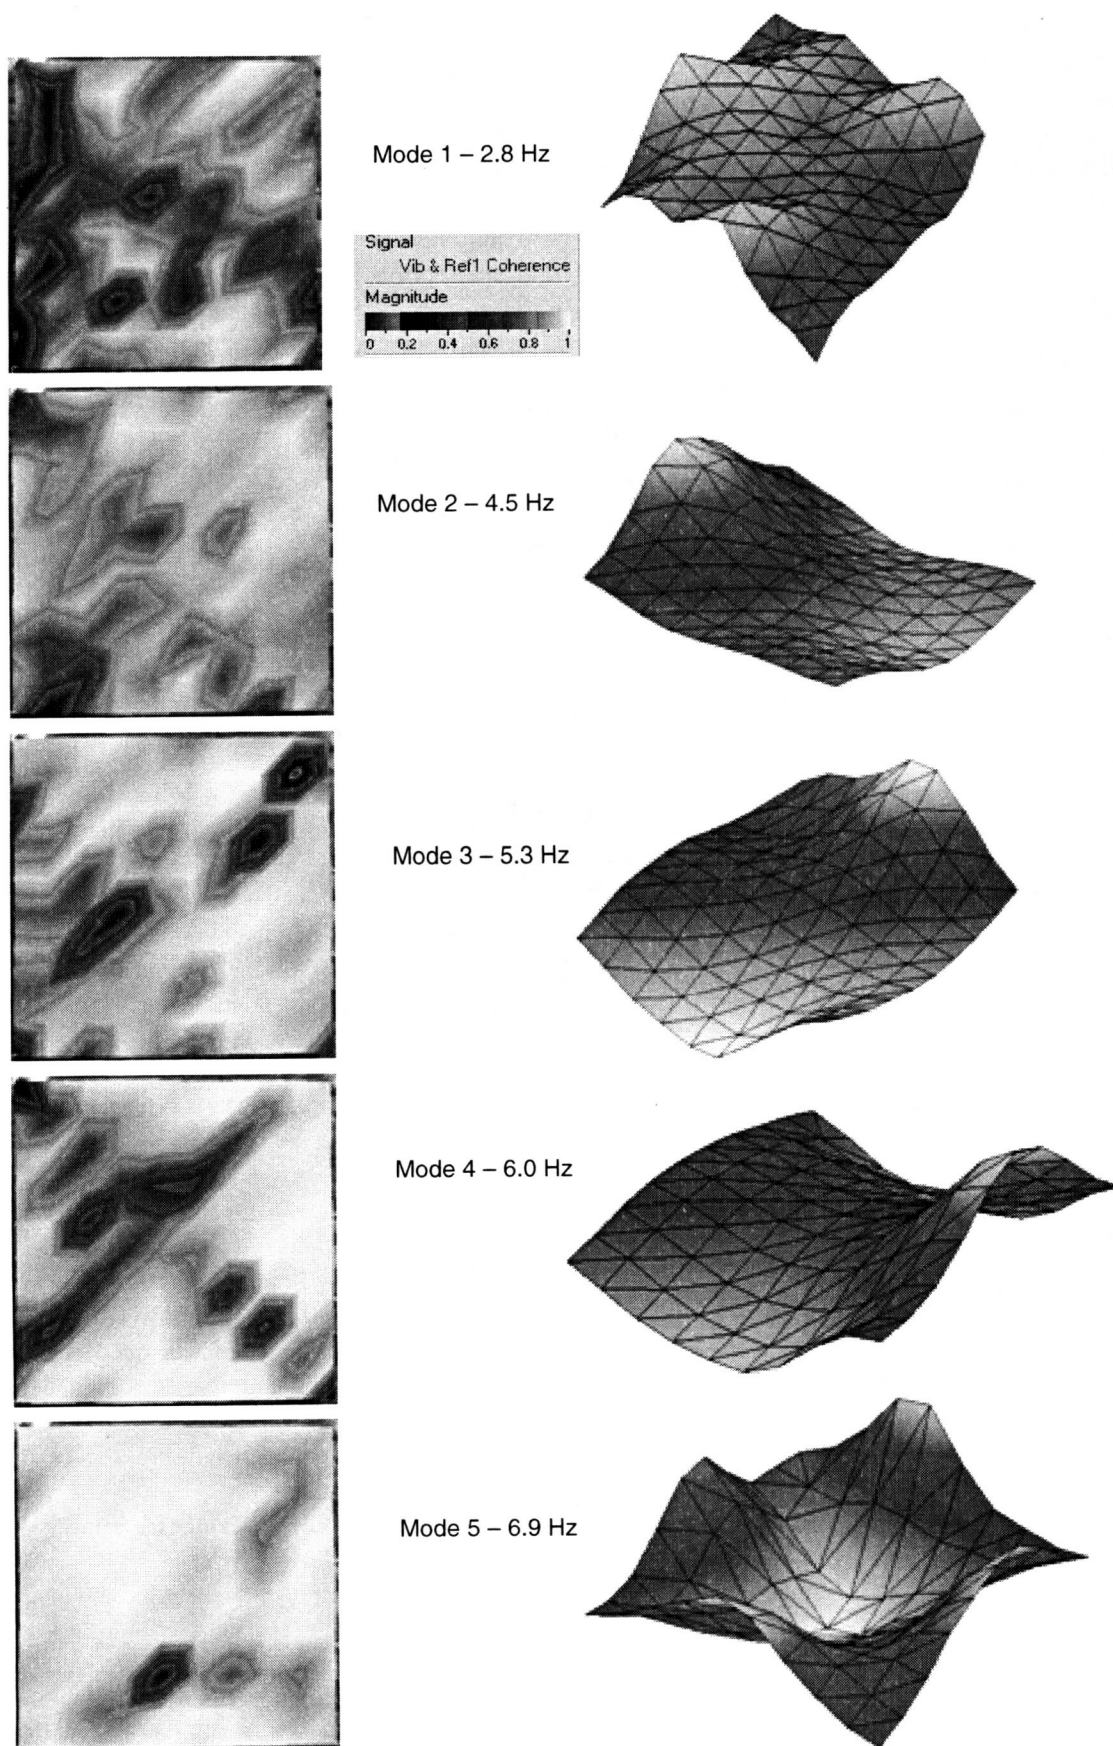 Mode 1 – 2.8 Hz
Signal
Vib & Ref1 Coherence
Magnitude
0 0.2 0.4 0.6 0.8 1
Mode 2 – 4.5 Hz
Mode 3 – 5.3 Hz
Mode 4 – 6.0 Hz
Mode 5 – 6.9 Hz